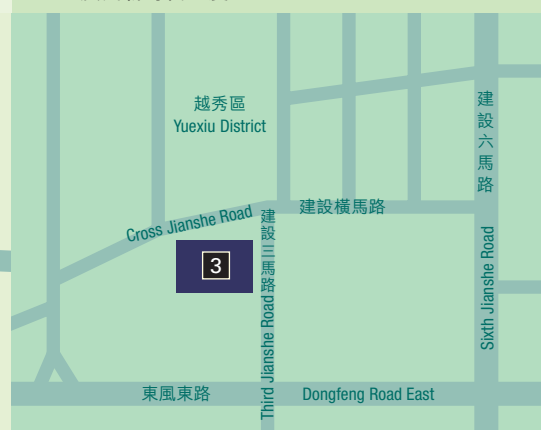 越秀區
Yuexiu District
建設六馬路
Cross Jianshe Road
建設橫馬路
建設三馬路
3
Sixth Jianshe Road
Third Jianshe Road
東風東路
Dongfeng Road East